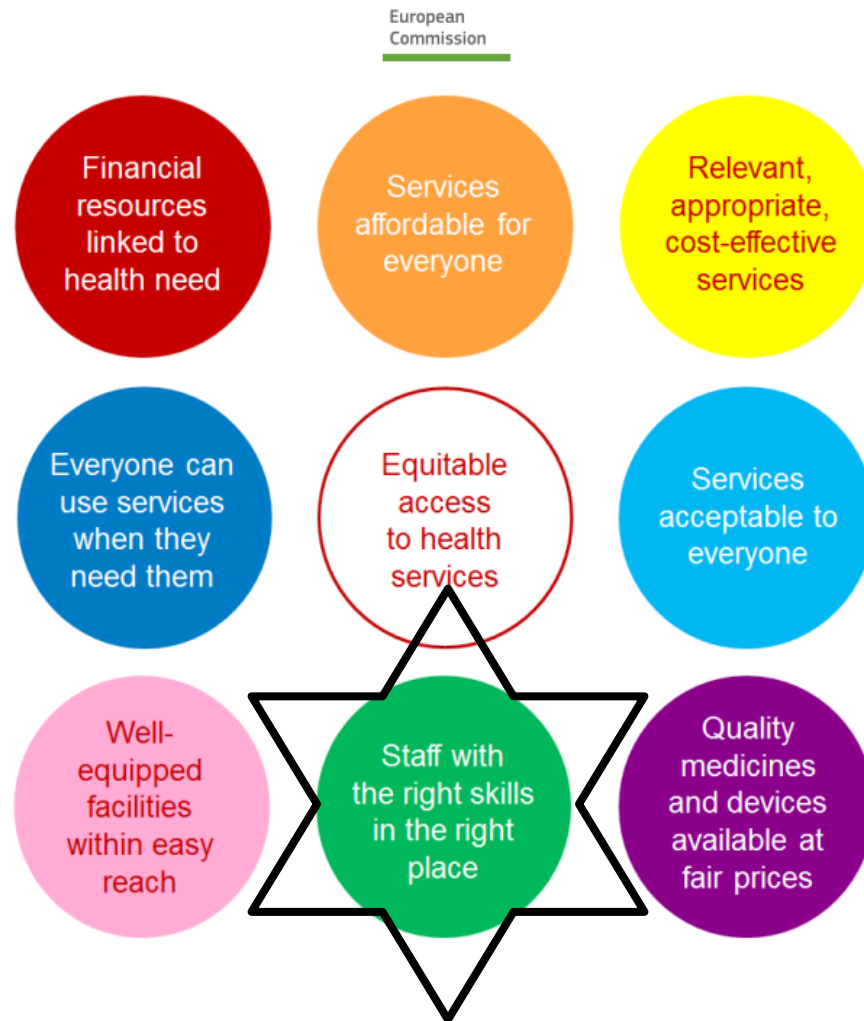 European
Commission
Financial
resources
linked to
health need
Services
affordable for
everyone
Relevant,
appropriate,
cost-effective
services
Everyone can
use services
when they
need them
Equitable
access
to health
services
Services
acceptable to
everyone
Well-
equipped
facilities
within easy
reach
Staff with
the right skills
in the right
place
Quality
medicines
and devices
available at
fair prices